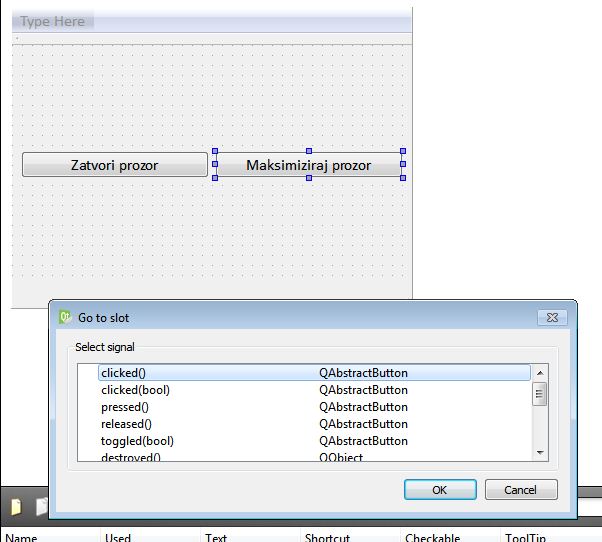 Type Here
Zatvori prozor Maksimiziraj prozor
Go to slot
Select signal
clicked() QAbstractButton
clicked(bool) QAbstractButton
pressed() QAbstractButton
released() QAbstractButton
toggled(bool) QAbstractButton
destroyed() QObject
OK Cancel
Name Used Text Shortcut Checkable ToolTip